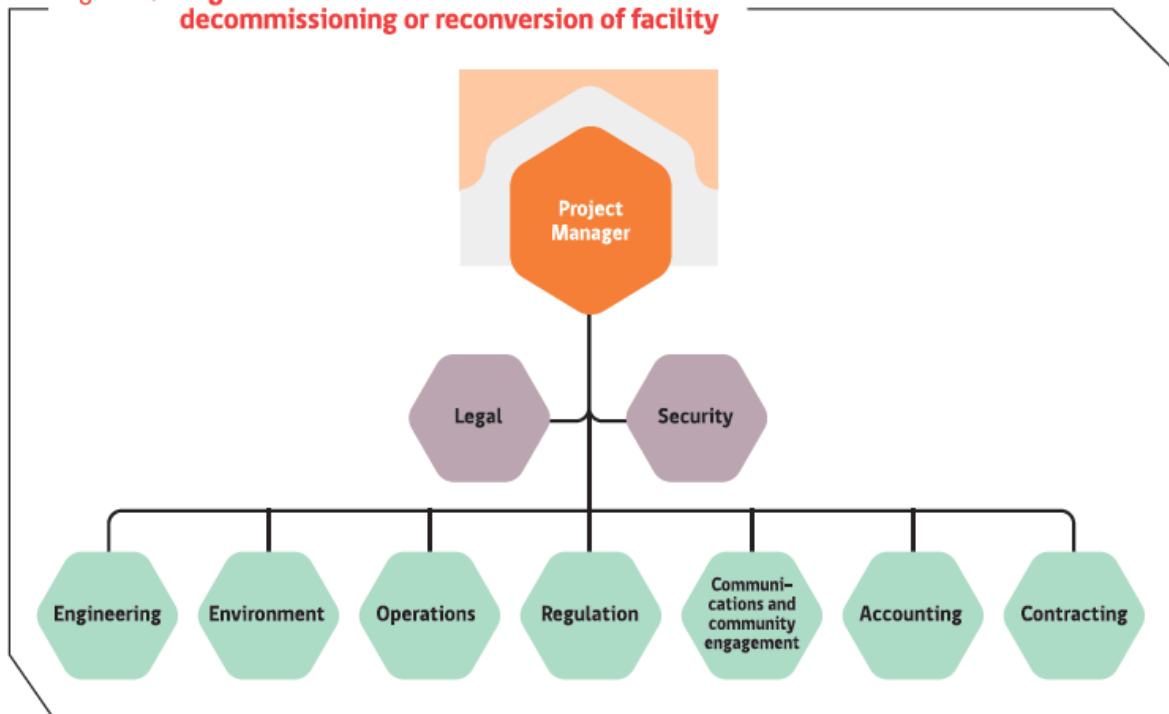 decommissioning or reconversion of facility
Project
Manager
Legal
Security
Engineering
Environment
Operations
Regulation
Communi–
cations and
community
engagement
Accounting
Contracting